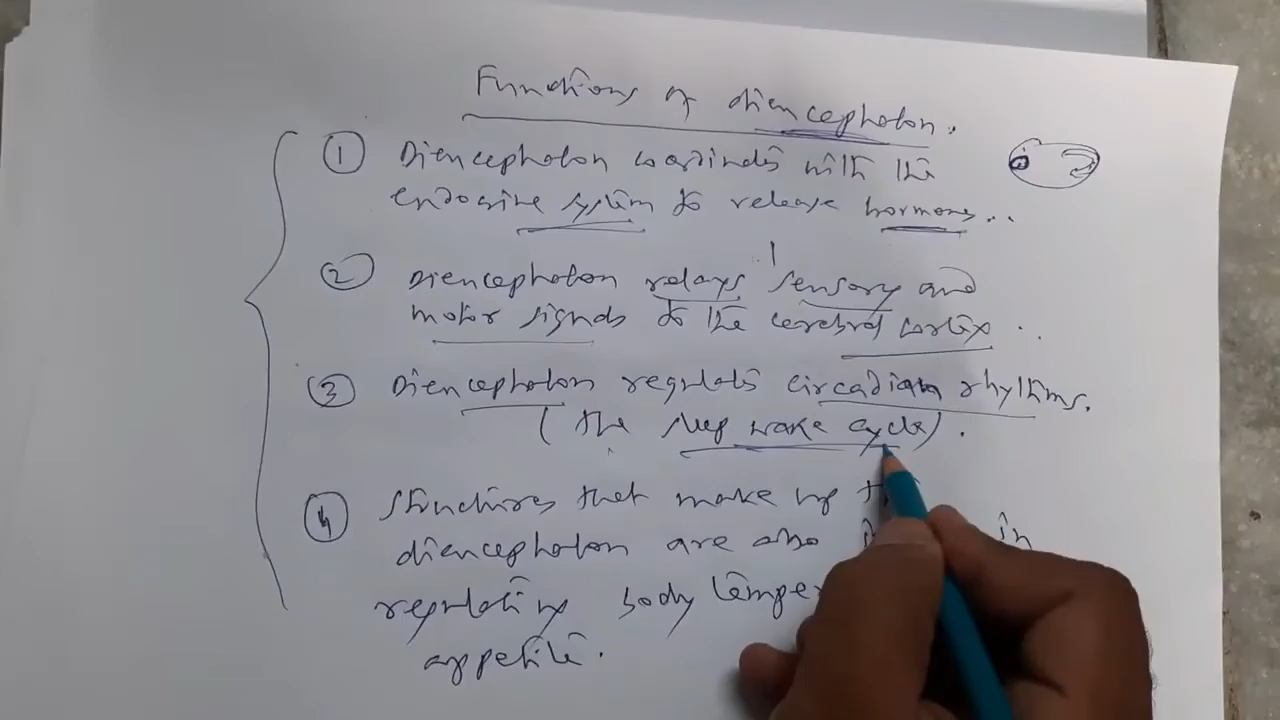 Functions of diencephalon.
① Diencephalon coordinates with the
endocrine system to release hormones..
② Diencephalon relays sensory and
motor signals to the cerebral cortex.
③ Diencephalon regulates circadian rhythms.
(the sleep wake cycle).
④ Structures that make up
diencephalon are also in
regulating body
appetite.